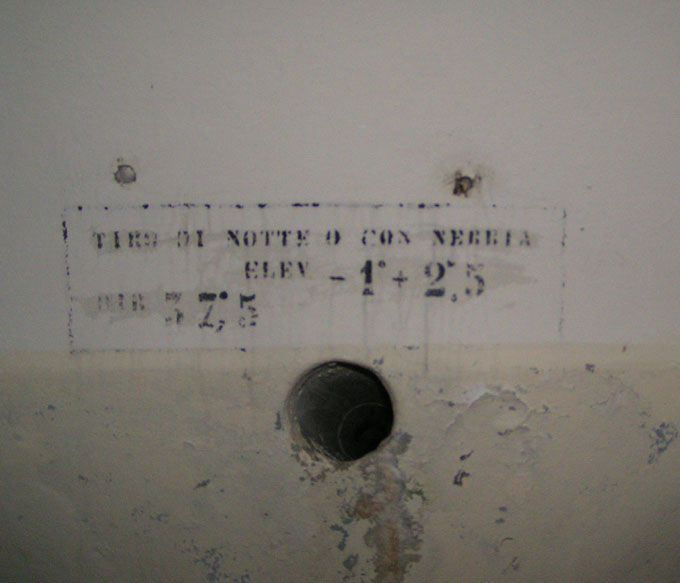 TIRO DI NOTTE O CON NEBBIA
ELEV - 1° + 2°,5
DIR 37°,5